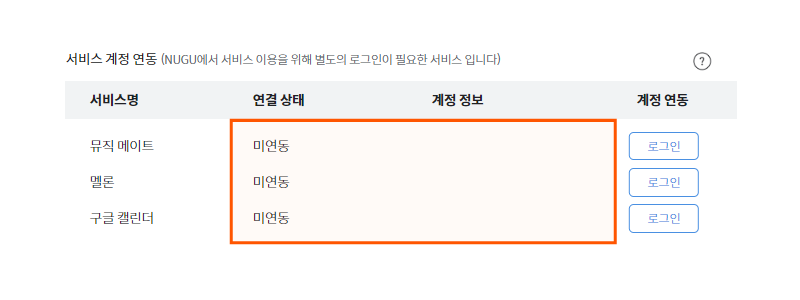 서비스 계정 연동 (NUGU에서 서비스 이용을 위해 별도의 로그인이 필요한 서비스 입니다) ?
서비스명 연결 상태 계정 정보 계정 연동
뮤직 메이트 미연동 로그인
멜론 미연동 로그인
구글 캘린더 미연동 로그인